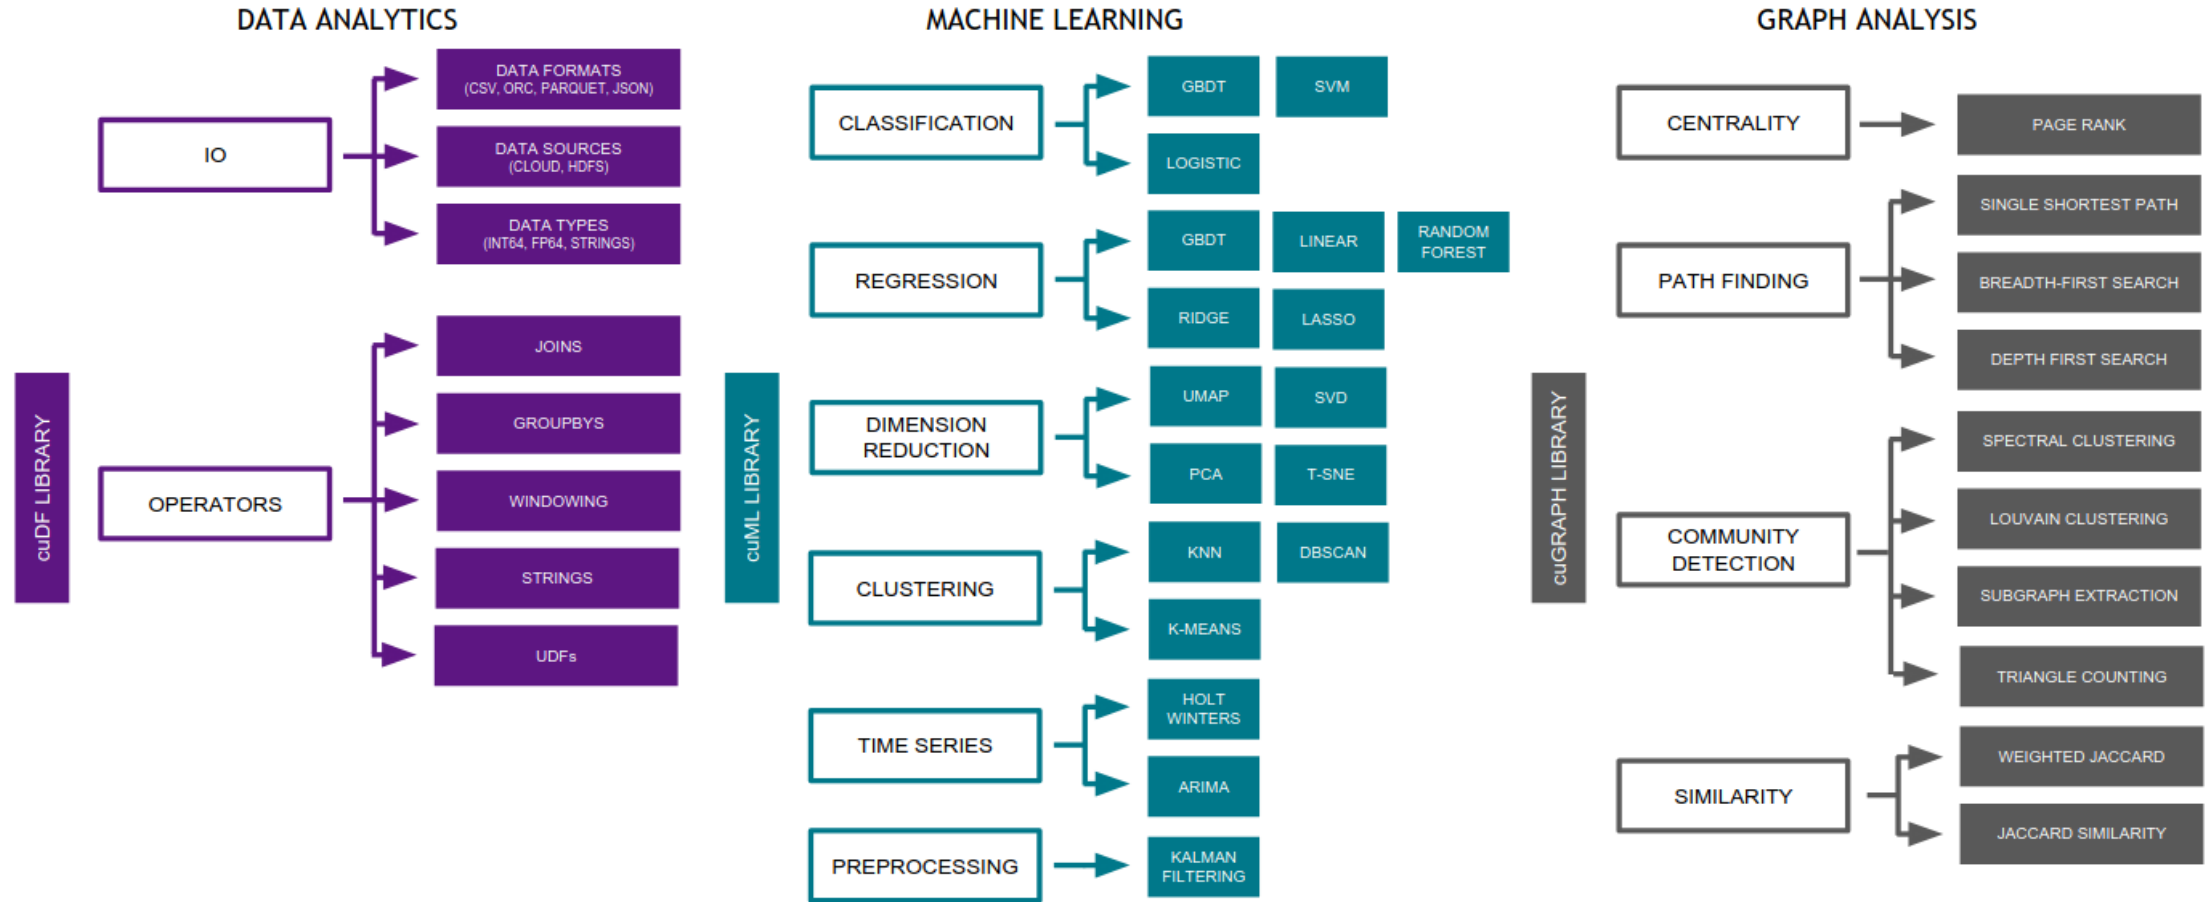 DATA ANALYTICS
cuDF LIBRARY
IO
DATA FORMATS
(CSV, ORC, PARQUET, JSON)
DATA SOURCES
(CLOUD, HDFS)
DATA TYPES
(INT64, FP64, STRINGS)
OPERATORS
JOINS
GROUPBYS
WINDOWING
STRINGS
UDFs
MACHINE LEARNING
cuML LIBRARY
CLASSIFICATION
GBDT
SVM
LOGISTIC
REGRESSION
GBDT
LINEAR
RANDOM
FOREST
RIDGE
LASSO
DIMENSION
REDUCTION
UMAP
SVD
PCA
T-SNE
CLUSTERING
KNN
DBSCAN
K-MEANS
TIME SERIES
HOLT
WINTERS
ARIMA
PREPROCESSING
KALMAN
FILTERING
GRAPH ANALYSIS
cuGRAPH LIBRARY
CENTRALITY
PAGE RANK
PATH FINDING
SINGLE SHORTEST PATH
BREADTH-FIRST SEARCH
DEPTH FIRST SEARCH
COMMUNITY
DETECTION
SPECTRAL CLUSTERING
LOUVAIN CLUSTERING
SUBGRAPH EXTRACTION
TRIANGLE COUNTING
SIMILARITY
WEIGHTED JACCARD
JACCARD SIMILARITY